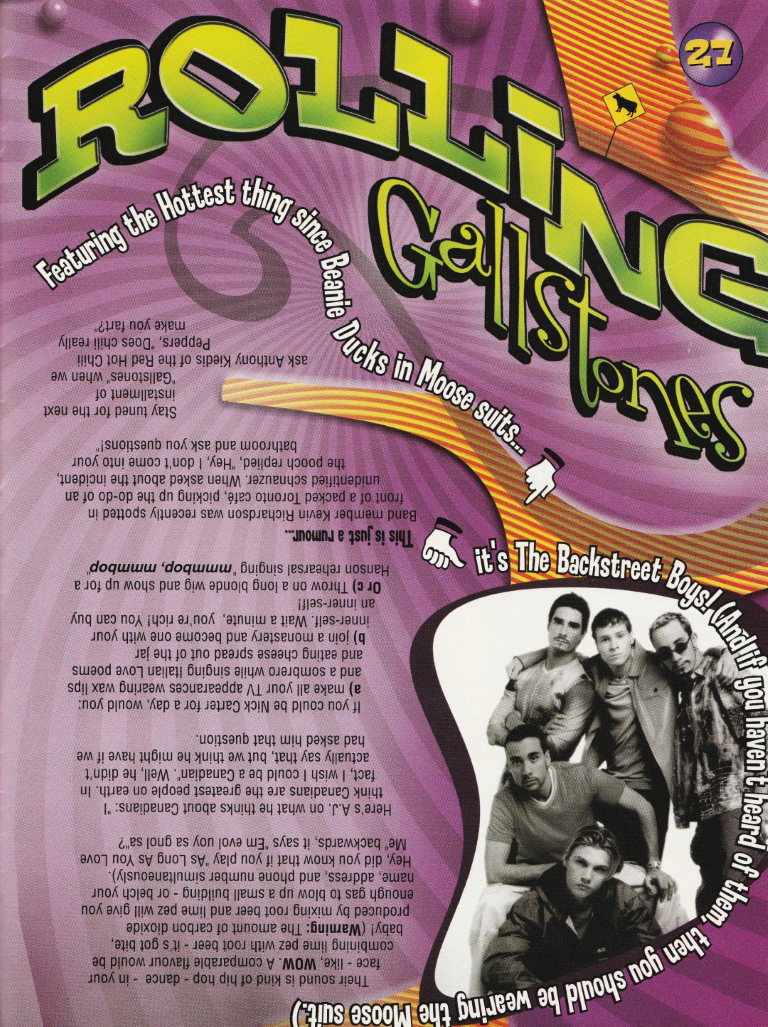 27
ROLLiNG
Gallstones
Featuring the Hottest thing since Beanie Ducks in Moose suits...
it's The Backstreet Boys! (And if you haven't heard of them, then you should be wearing the Moose suit.)
Their sound is kind of hip hop - dance - in your
face - like, WOW. A comparable flavour would be
combining lime pez with root beer - it's got bite,
baby! (Warning: The amount of carbon dioxide
produced by mixing root beer and lime pez will give you
enough gas to blow up a small building - or belch your
name, address, and phone number simultaneously).
Hey, did you know that if you play "As Long As You Love
Me" backwards, it says "Em evol uoy sa gnol sa"?
Here's A.J. on what he thinks about Canadians: "I
think Canadians are the greatest people on earth. In
fact, I wish I could be a Canadian". Well, he didn't
actually say that, but we think he might have if we
had asked him that question.
If you could be Nick Carter for a day, would you:
a) make all your TV appearances wearing wax lips
and a sombrero while singing Italian Love poems
and eating cheese spread out of the jar
b) join a monastery and become one with your
inner-self. Wait a minute, you're rich! You can buy
an inner-self!!
Or c) Throw on a long blonde wig and show up for a
Hanson rehearsal singing "mmmbop, mmmbop"
This is just a rumour...
Band member Kevin Richardson was recently spotted in
front of a packed Toronto café, picking up the do-do of an
unidentified schnauzer. When asked about the incident,
the pooch replied, "Hey, I don't come into your
bathroom and ask you questions!"
Stay tuned for the next
installment of
"Gallstones" when we
ask Anthony Kiedis of the Red Hot Chili
Peppers, "Does chili really
make you fart?"